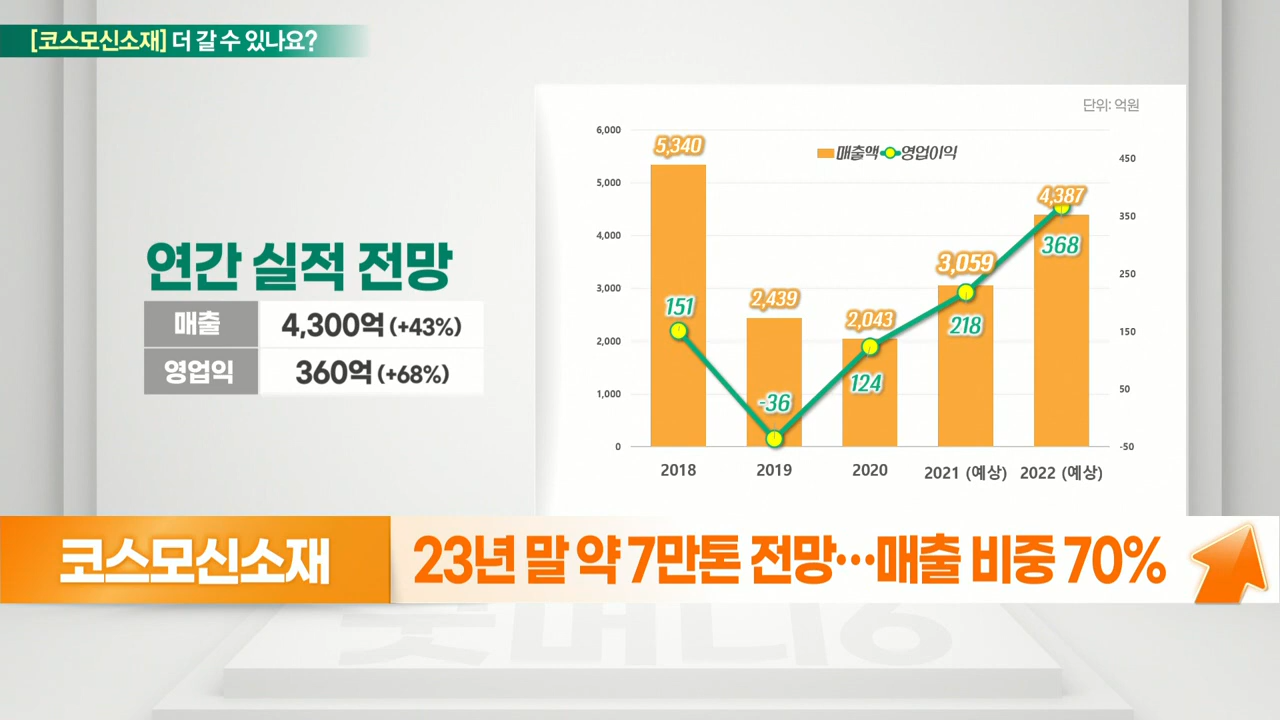 [코스모신소재] 더 갈 수 있나요?
단위: 억원
연간 실적 전망
매출 4,300억 (+43%)
영업익 360억 (+68%)
매출액 영업이익
6,000
5,000
4,000
3,000
2,000
1,000
0
450
350
250
150
50
-50
5,340
2,439
2,043
3,059
4,387
151
-36
124
218
368
2018 2019 2020 2021 (예상) 2022 (예상)
코스모신소재 23년 말 약 7만톤 전망…매출 비중 70%
굿머니6